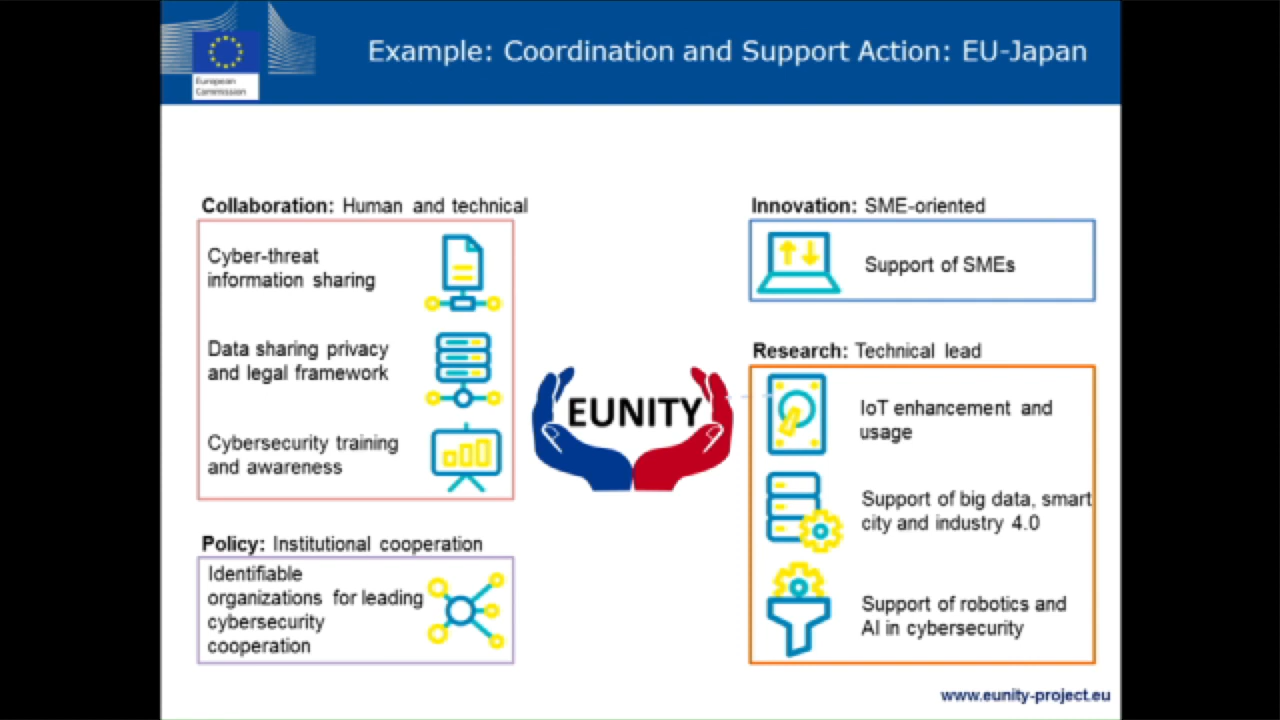 European
Commission
Example: Coordination and Support Action: EU-Japan
Collaboration: Human and technical
Cyber-threat
information sharing
Data sharing privacy
and legal framework
Cybersecurity training
and awareness
Policy: Institutional cooperation
Identifiable
organizations for leading
cybersecurity
cooperation
EUNITY
Innovation: SME-oriented
Support of SMEs
Research: Technical lead
IoT enhancement and
usage
Support of big data, smart
city and industry 4.0
Support of robotics and
AI in cybersecurity
www.eunity-project.eu